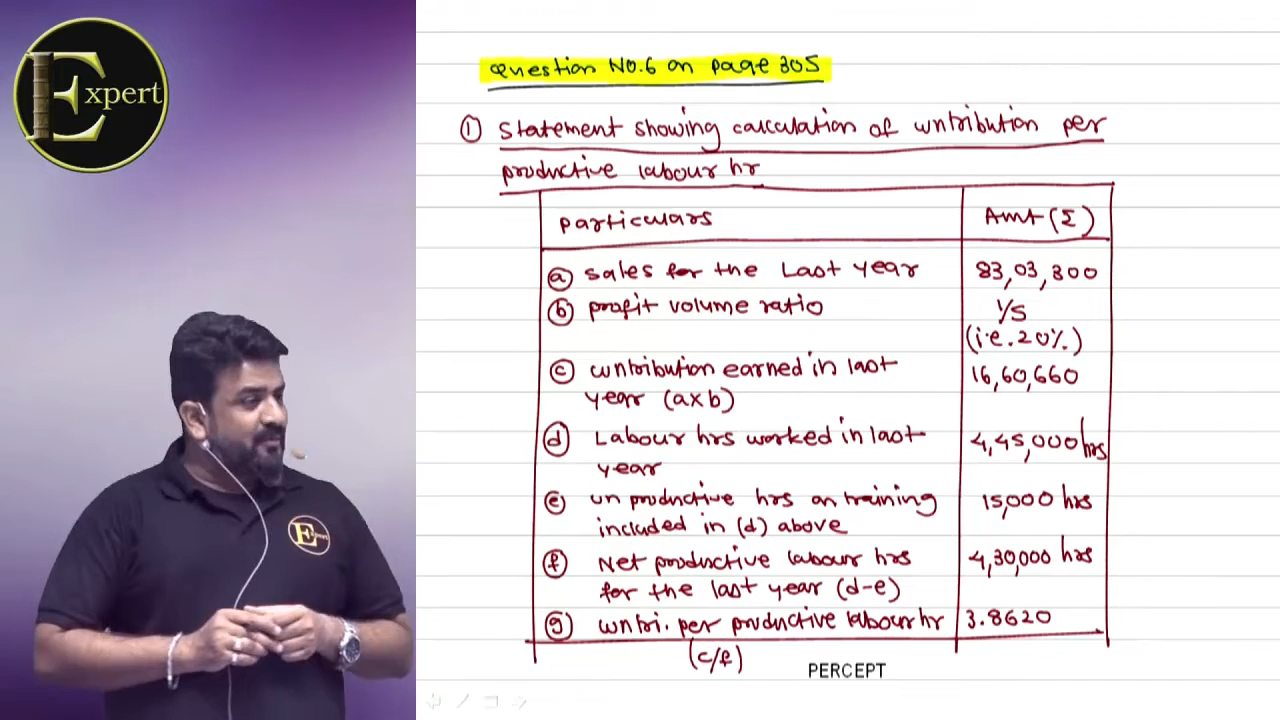 Expert
Question No.6 on page 305
① Statement showing calculation of contribution per
productive labour hr
Particulars Amt (₹)
ⓐ sales for the Last year 83,03,300
ⓑ profit volume ratio 1/5
(i.e. 20%.)
ⓒ contribution earned in last 16,60,660
year (axb)
ⓓ Labour hrs worked in last 4,45,000 hrs
year
ⓔ un productive hrs on training 15,000 hrs
included in (d) above
ⓕ Net productive labour hrs 4,30,000 hrs
for the last year (d-e)
ⓖ contri. per productive labour hr 3.8620
(c/f)
PERCEPT
Expert